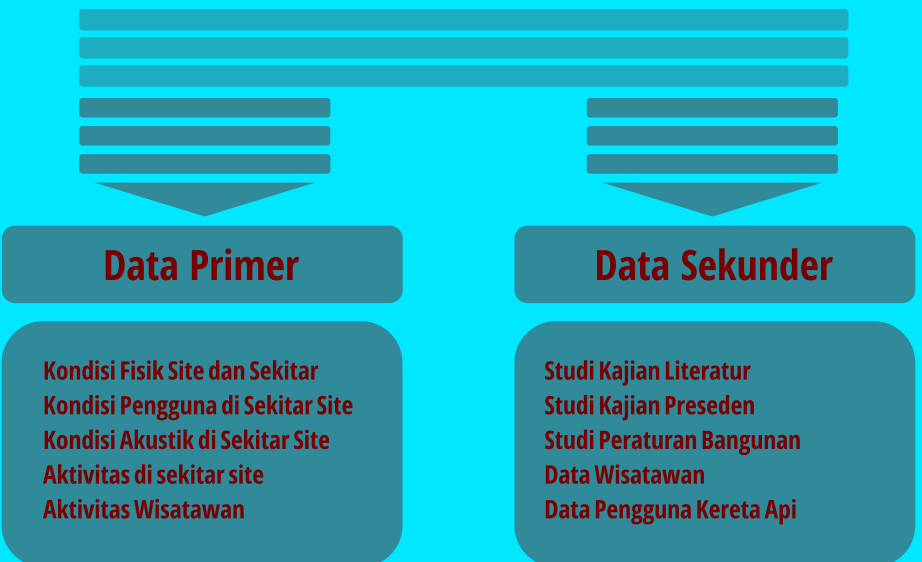 Data Primer
Kondisi Fisik Site dan Sekitar
Kondisi Pengguna di Sekitar Site
Kondisi Akustik di Sekitar Site
Aktivitas di sekitar site
Aktivitas Wisatawan
Data Sekunder
Studi Kajian Literatur
Studi Kajian Preseden
Studi Peraturan Bangunan
Data Wisatawan
Data Pengguna Kereta Api